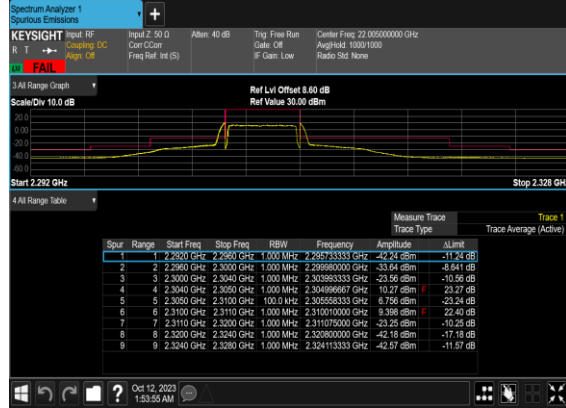 Spectrum Analyzer 1
Spurious Emissions
+
KEYSIGHT Input: RF Input Z: 50 Ω Atten: 40 dB Trig: Free Run Center Freq: 22.005000000 GHz
R T Coupling: DC Corr CCorr Gate: Off Avg|Hold: 1000/1000
Align: Off Freq Ref: Int (S) IF Gain: Low Radio Std: None
LV FAIL
3 All Range Graph
Ref Lvl Offset 8.60 dB
Scale/Div 10.0 dB Ref Value 30.00 dBm
20.0
0.00
-20.0
-40.0
-60.0
Start 2.292 GHz Stop 2.328 GH
4 All Range Table
Measure Trace Trace 1
Trace Type Trace Average (Active)
Spur Range Start Freq Stop Freq RBW Frequency Amplitude ΔLimit
1 1 2.2920 GHz 2.2960 GHz 1.000 MHz 2.295733333 GHz -42.24 dBm -11.24 dB
2 2 2.2960 GHz 2.3000 GHz 1.000 MHz 2.299980000 GHz -33.64 dBm -8.641 dB
3 3 2.3000 GHz 2.3040 GHz 1.000 MHz 2.303993333 GHz -23.56 dBm -10.56 dB
4 4 2.3040 GHz 2.3050 GHz 1.000 MHz 2.304996667 GHz 10.27 dBm F 23.27 dB
5 5 2.3050 GHz 2.3100 GHz 100.0 kHz 2.305558333 GHz 6.756 dBm -23.24 dB
6 6 2.3100 GHz 2.3110 GHz 1.000 MHz 2.310010000 GHz 9.398 dBm F 22.40 dB
7 7 2.3110 GHz 2.3200 GHz 1.000 MHz 2.311075000 GHz -23.25 dBm -10.25 dB
8 8 2.3200 GHz 2.3240 GHz 1.000 MHz 2.320800000 GHz -42.18 dBm -17.18 dB
9 9 2.3240 GHz 2.3280 GHz 1.000 MHz 2.324113333 GHz -42.57 dBm -11.57 dB
? Oct 12, 2023
1:53:55 AM